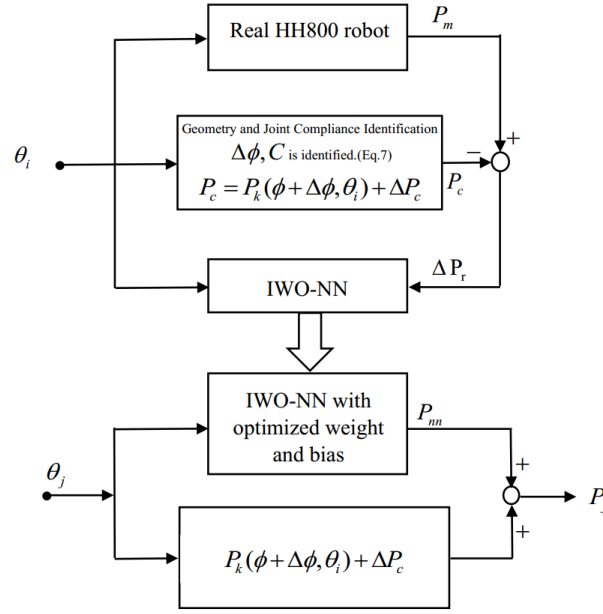 Real HH800 robot
P_m
Geometry and Joint Compliance Identification
Δϕ, C is identified.(Eq.7)
P_c = P_k(ϕ + Δϕ, θ_i) + ΔP_c
θ_i
−
+
P_c
IWO-NN
Δ P_r
IWO-NN with
optimized weight
and bias
P_nn
+
θ_j
P_k(ϕ + Δϕ, θ_i) + ΔP_c
+
P